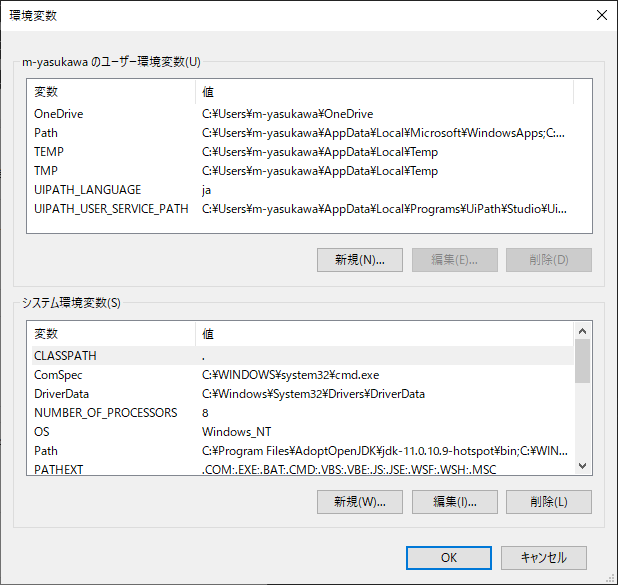 環境変数
m-yasukawa のユーザー環境変数(U)
変数 値
OneDrive C:¥Users¥m-yasukawa¥OneDrive
Path C:¥Users¥m-yasukawa¥AppData¥Local¥Microsoft¥WindowsApps;C:...
TEMP C:¥Users¥m-yasukawa¥AppData¥Local¥Temp
TMP C:¥Users¥m-yasukawa¥AppData¥Local¥Temp
UIPATH_LANGUAGE ja
UIPATH_USER_SERVICE_PATH C:¥Users¥m-yasukawa¥AppData¥Local¥Programs¥UiPath¥Studio¥Ui...
新規(N)... 編集(E)... 削除(D)
システム環境変数(S)
変数 値
CLASSPATH .
ComSpec C:¥WINDOWS¥system32¥cmd.exe
DriverData C:¥Windows¥System32¥Drivers¥DriverData
NUMBER_OF_PROCESSORS 8
OS Windows_NT
Path C:¥Program Files¥AdoptOpenJDK¥jdk-11.0.10.9-hotspot¥bin;C:¥WIN...
PATHEXT .COM;.EXE;.BAT;.CMD;.VBS;.VBE;.JS;.JSE;.WSF;.WSH;.MSC
新規(W)... 編集(I)... 削除(L)
OK キャンセル